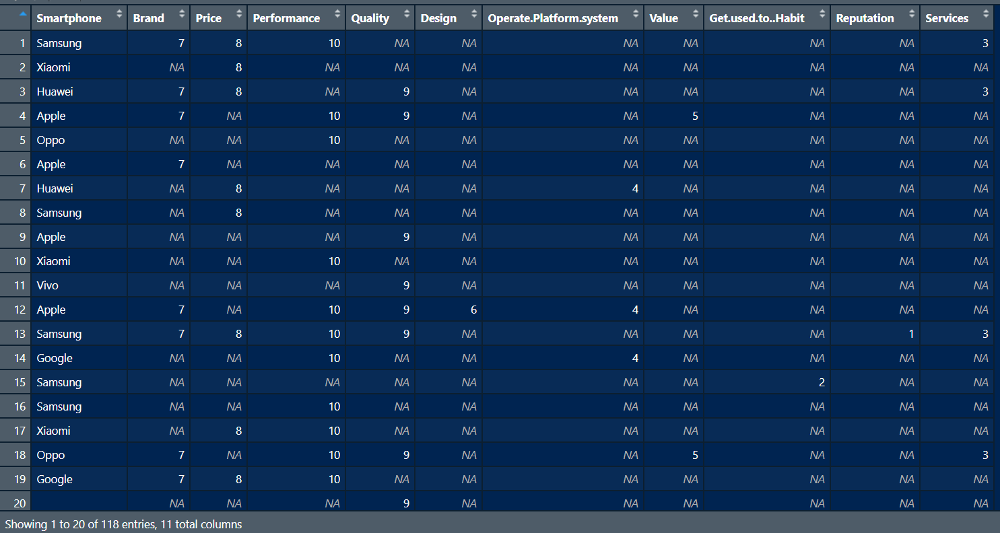 Smartphone Brand Price Performance Quality Design Operate.Platform.system Value Get.used.to..Habit Reputation Services
1 Samsung 7 8 10 NA NA NA NA NA NA 3
2 Xiaomi NA 8 NA NA NA NA NA NA NA NA
3 Huawei 7 8 NA 9 NA NA NA NA NA 3
4 Apple 7 NA 10 9 NA NA 5 NA NA NA
5 Oppo NA NA 10 NA NA NA NA NA NA NA
6 Apple 7 NA NA NA NA NA NA NA NA NA
7 Huawei NA 8 NA NA NA 4 NA NA NA NA
8 Samsung NA 8 NA NA NA NA NA NA NA NA
9 Apple NA NA NA 9 NA NA NA NA NA NA
10 Xiaomi NA NA 10 NA NA NA NA NA NA NA
11 Vivo NA NA NA 9 NA NA NA NA NA NA
12 Apple 7 NA 10 9 6 4 NA NA NA NA
13 Samsung 7 8 10 9 NA NA NA NA 1 3
14 Google NA NA 10 NA NA 4 NA NA NA NA
15 Samsung NA NA NA NA NA NA NA 2 NA NA
16 Samsung NA NA 10 NA NA NA NA NA NA NA
17 Xiaomi NA 8 10 NA NA NA NA NA NA NA
18 Oppo 7 NA 10 9 NA NA 5 NA NA 3
19 Google 7 8 10 NA NA NA NA NA NA NA
20 NA NA NA 9 NA NA NA NA NA NA
Showing 1 to 20 of 118 entries, 11 total columns